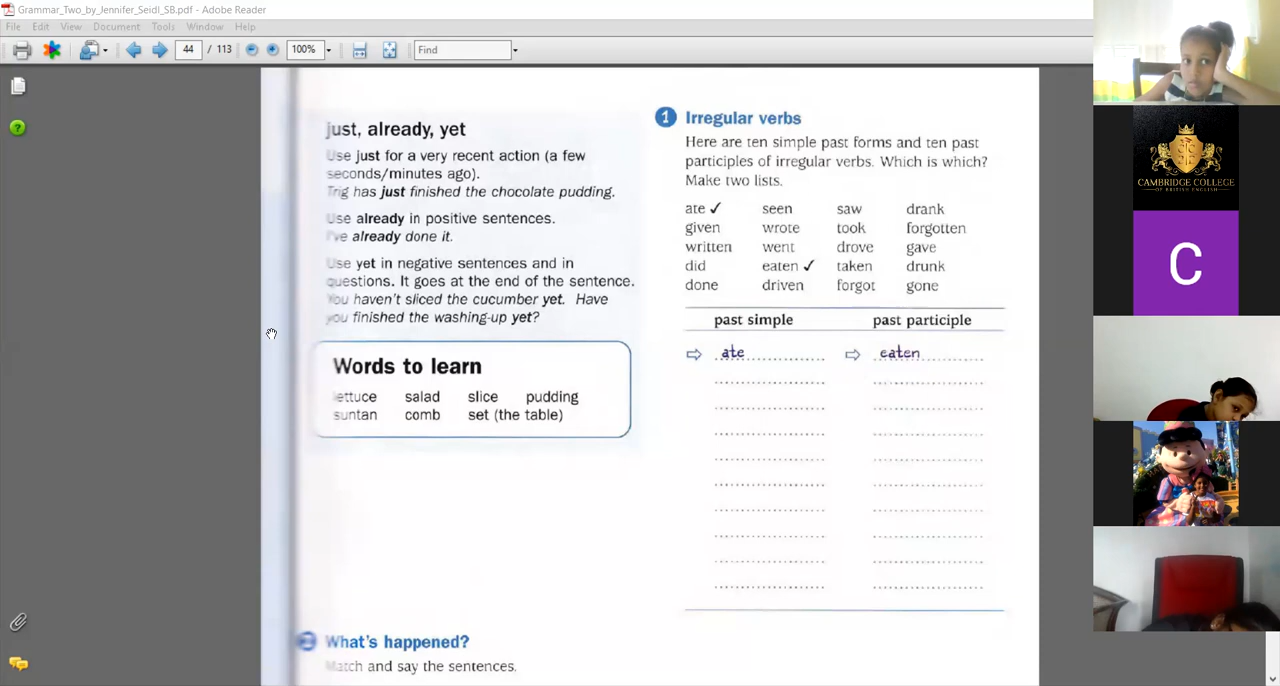 Grammar_Two_by_Jennifer_Seidl_SB.pdf - Adobe Reader
File Edit View Document Tools Window Help
44 / 113 100% Find
just, already, yet
Use just for a very recent action (a few
seconds/minutes ago).
Trig has just finished the chocolate pudding.
Use already in positive sentences.
I've already done it.
Use yet in negative sentences and in
questions. It goes at the end of the sentence.
You haven't sliced the cucumber yet. Have
you finished the washing-up yet?
Words to learn
lettuce salad slice pudding
suntan comb set (the table)
1 Irregular verbs
Here are ten simple past forms and ten past
participles of irregular verbs. Which is which?
Make two lists.
ate ✓ seen saw drank
given wrote took forgotten
written went drove gave
did eaten ✓ taken drunk
done driven forgot gone
past simple past participle
⇨ ate ⇨ eaten
2 What's happened?
Match and say the sentences.
CAMBRIDGE COLLEGE
OF BRITISH ENGLISH
C